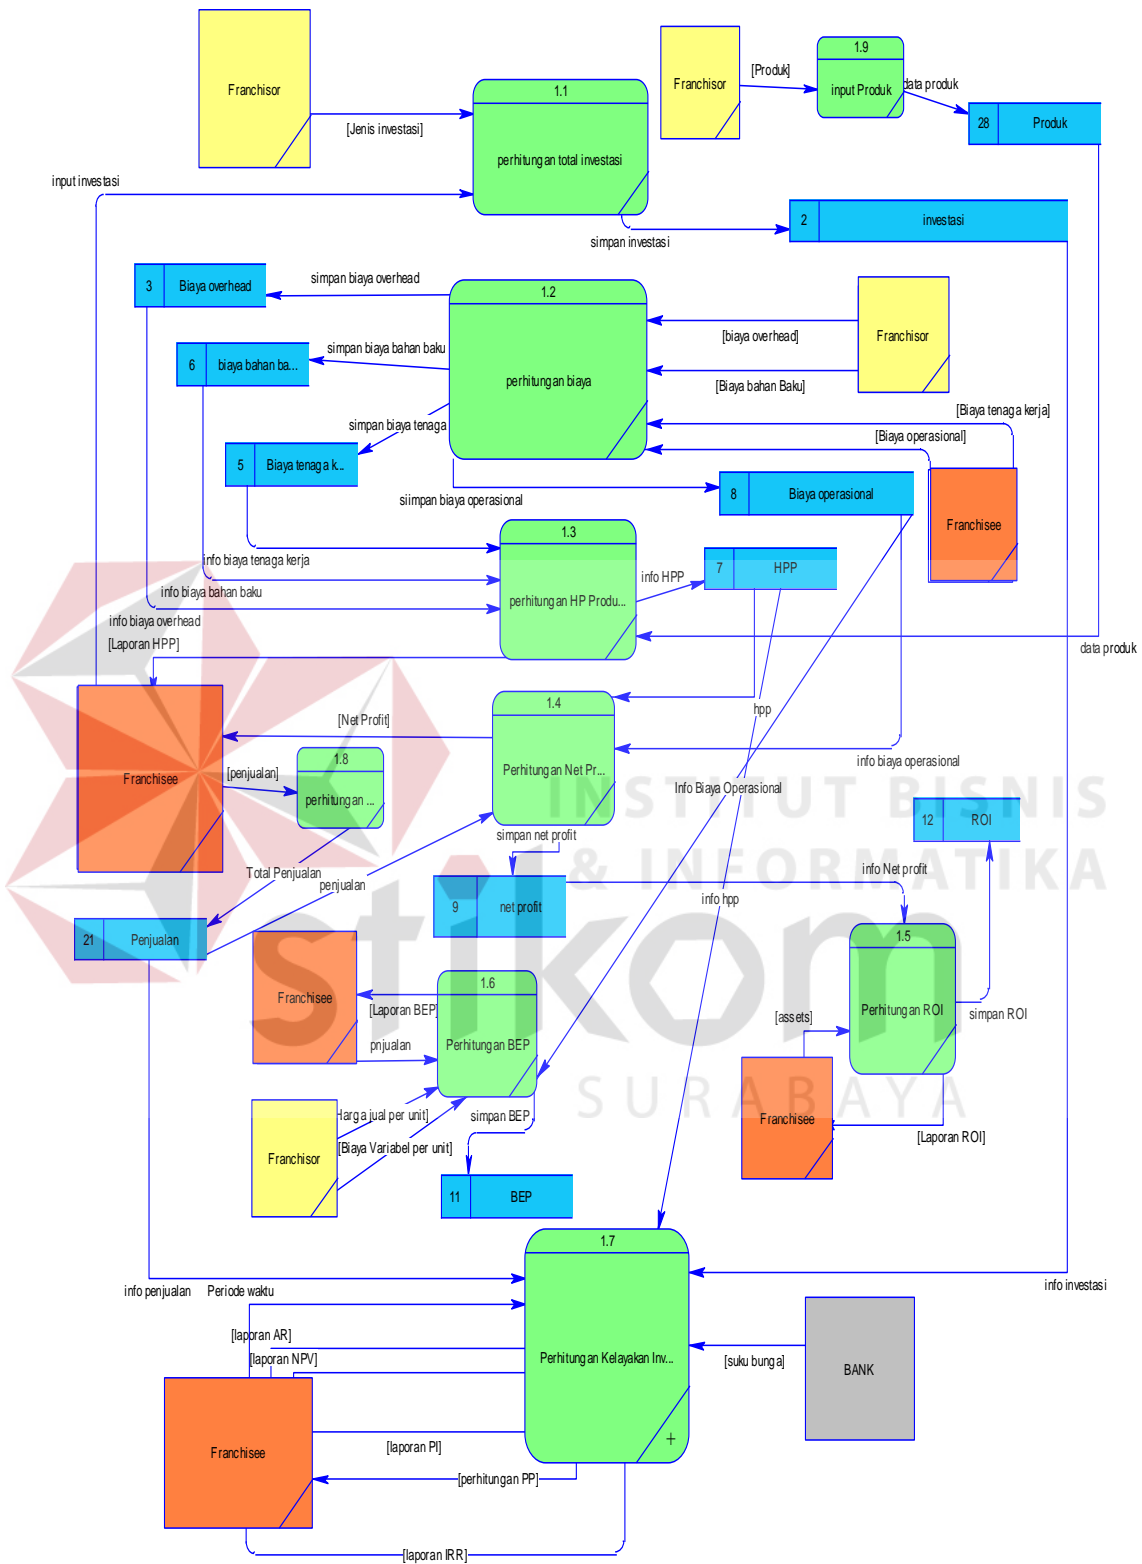 Franchisor
[Jenis investasi]
1.1
perhitungan total investasi
Franchisor
[Produk]
1.9
input Produk
data produk
28 Produk
input investasi
simpan investasi
2 investasi
3 Biaya overhead
simpan biaya overhead
1.2
perhitungan biaya
[biaya overhead]
Franchisor
[Biaya bahan Baku]
6 biaya bahan ba...
simpan biaya bahan baku
simpan biaya tenaga
[Biaya tenaga kerja]
[Biaya operasional]
5 Biaya tenaga k...
siimpan biaya operasional
8 Biaya operasional
Franchisee
1.3
perhitungan HP Produ...
info biaya tenaga kerja
info HPP
7 HPP
info biaya bahan baku
info biaya overhead
[Laporan HPP]
data produk
Franchisee
[Net Profit]
1.4
Perhitungan Net Pr...
hpp
info biaya operasional
[penjualan]
1.8
perhitungan ...
Info Biaya Operasional
INSTITUT BISNIS
& INFORMATIKA
stikom
SURABAYA
12 ROI
simpan net profit
Total Penjualan
penjualan
9 net profit
info Net profit
info hpp
21 Penjualan
1.5
Perhitungan ROI
simpan ROI
Franchisee
[Laporan BEP]
pnjualan
1.6
Perhitungan BEP
[assets]
Franchisee
[Laporan ROI]
Harga jual per unit]
simpan BEP
Franchisor
[Biaya Variabel per unit]
11 BEP
1.7
Perhitungan Kelayakan Inv...
+
info penjualan
Periode waktu
info investasi
[laporan AR]
[laporan NPV]
[suku bunga]
BANK
Franchisee
[laporan PI]
[perhitungan PP]
[laporan IRR]